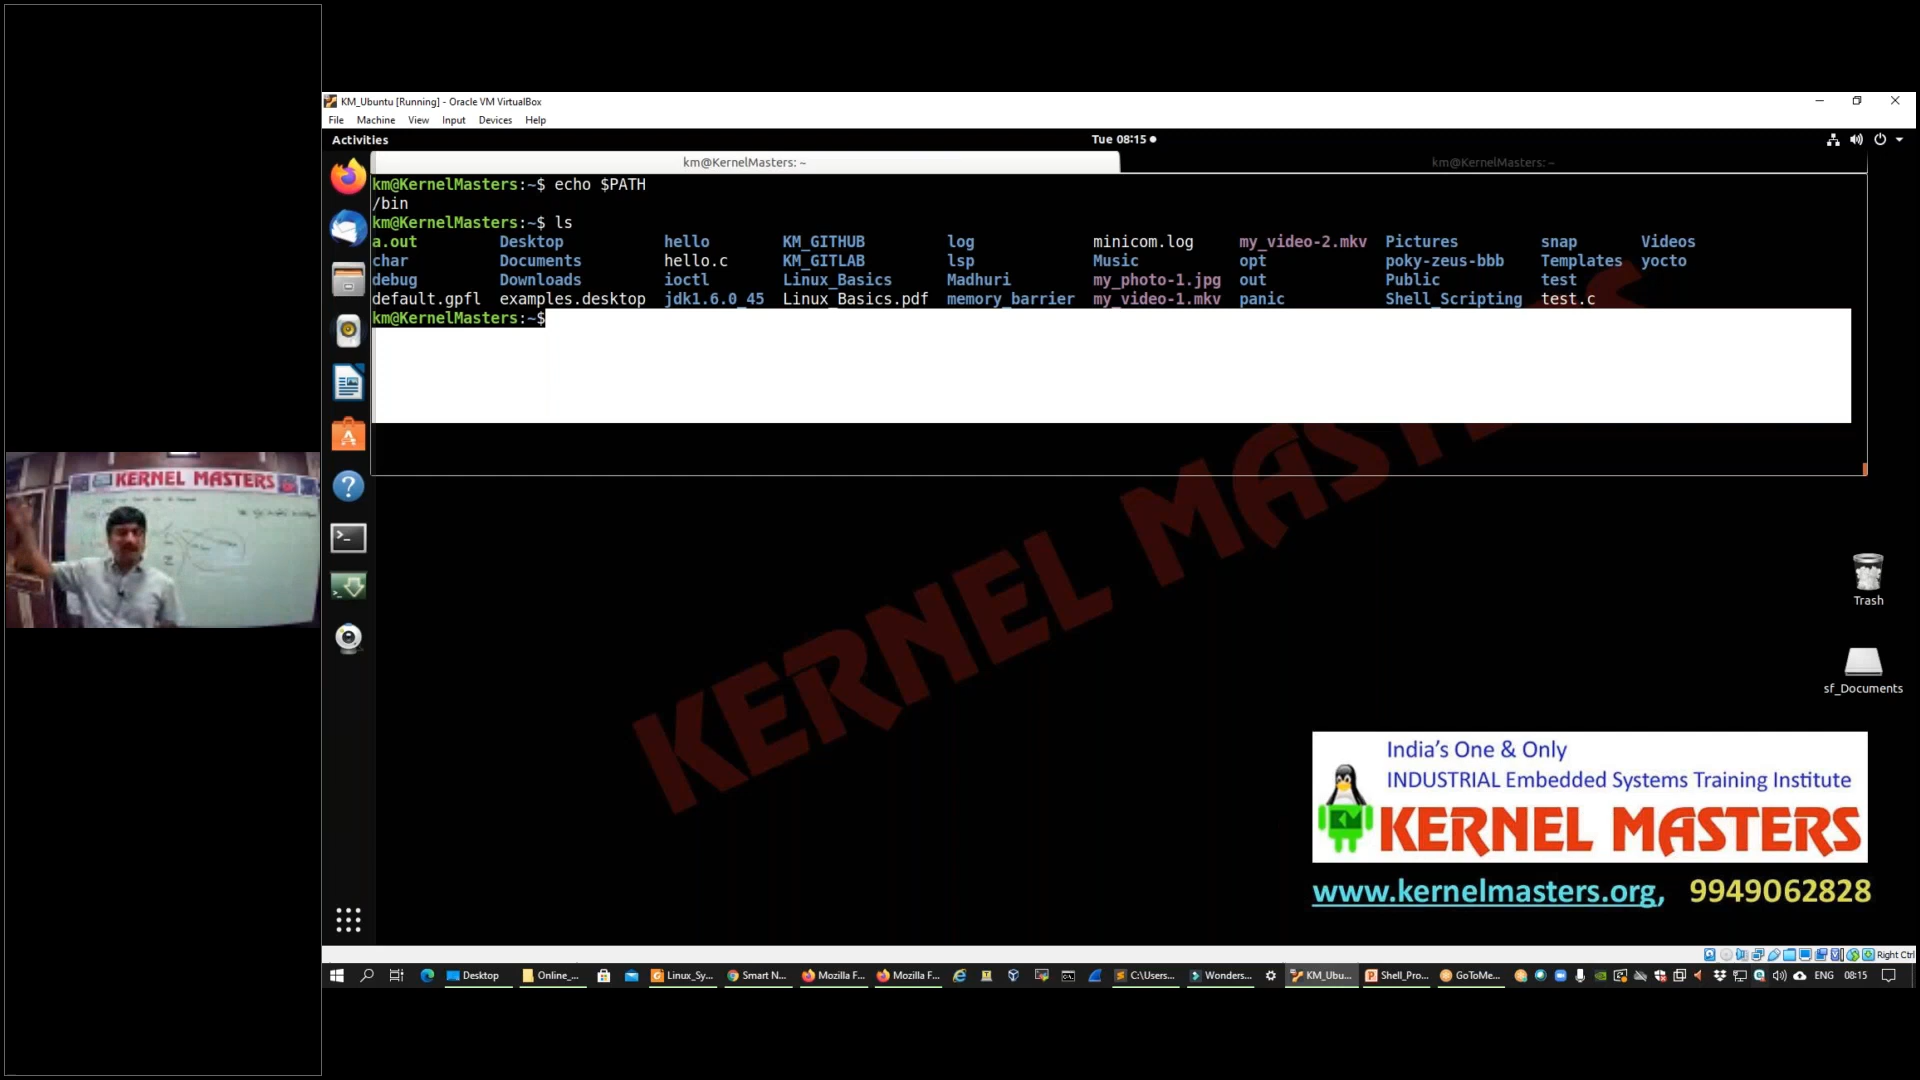 KM_Ubuntu [Running] - Oracle VM VirtualBox
File Machine View Input Devices Help
Activities
Tue 08:15
km@KernelMasters: ~
km@KernelMasters: ~
km@KernelMasters:~$ echo $PATH
/bin
km@KernelMasters:~$ ls
a.out Desktop hello KM_GITHUB log minicom.log my_video-2.mkv Pictures snap Videos
char Documents hello.c KM_GITLAB lsp Music opt poky-zeus-bbb Templates yocto
debug Downloads ioctl Linux_Basics Madhuri my_photo-1.jpg out Public test
default.gpfl examples.desktop jdk1.6.0_45 Linux_Basics.pdf memory_barrier my_video-1.mkv panic Shell_Scripting test.c
km@KernelMasters:~$
KERNEL MASTERS
KERNEL MASTERS
Trash
sf_Documents
India's One & Only
INDUSTRIAL Embedded Systems Training Institute
KERNEL MASTERS
www.kernelmasters.org, 9949062828
Right Ctrl
Desktop Online_... Linux_Sy... Smart N... Mozilla F... Mozilla F... C:\Users... Wonders... KM_Ubu... Shell_Pro... GoToMe... ENG 08:15